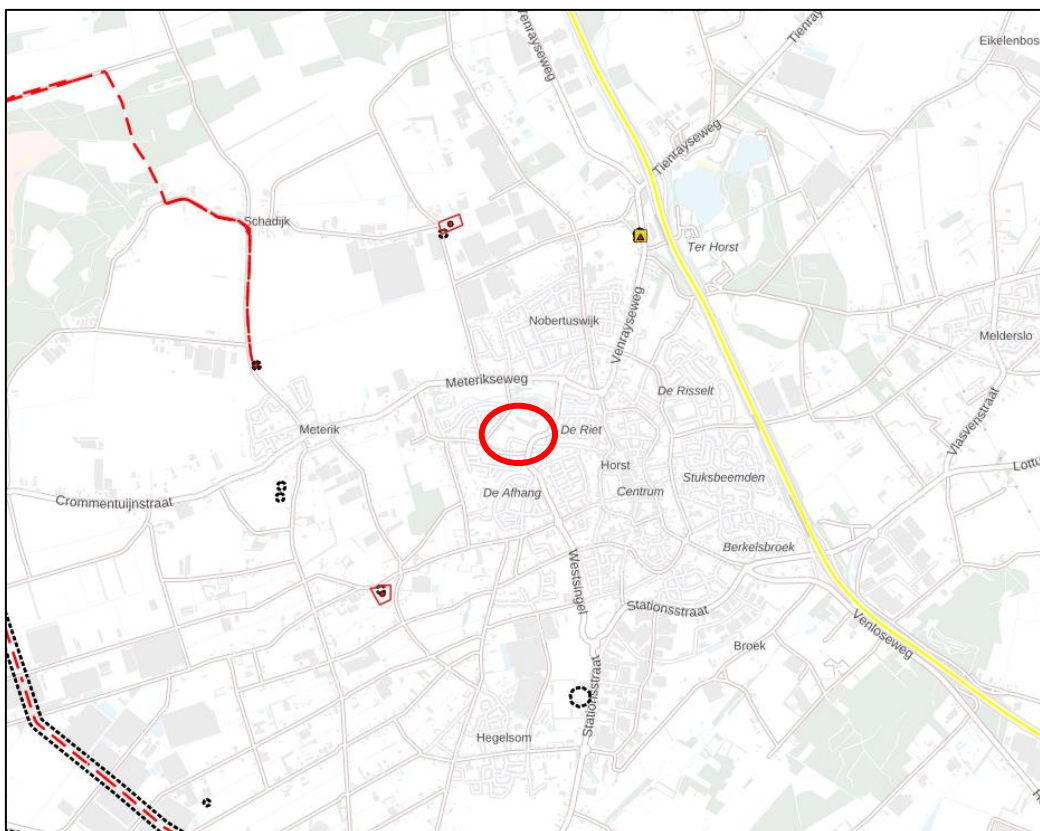 Venrayseweg
Tienrayseweg
Eikelenbos
Tienrayseweg
Schadijk
Ter Horst
Nobertuswijk
Venrayseweg
Melderslo
Meterikseweg
De Risselt
Meterik
De Riet
Vlasvenstraat
Horst
Lottu
Stuksbeemden
Crommentuijnstraat
De Afhang
Centrum
Berkelsbroek
Westsingel
Stationsstraat
Venloseweg
Broek
Stationsstraat
Hegelsom